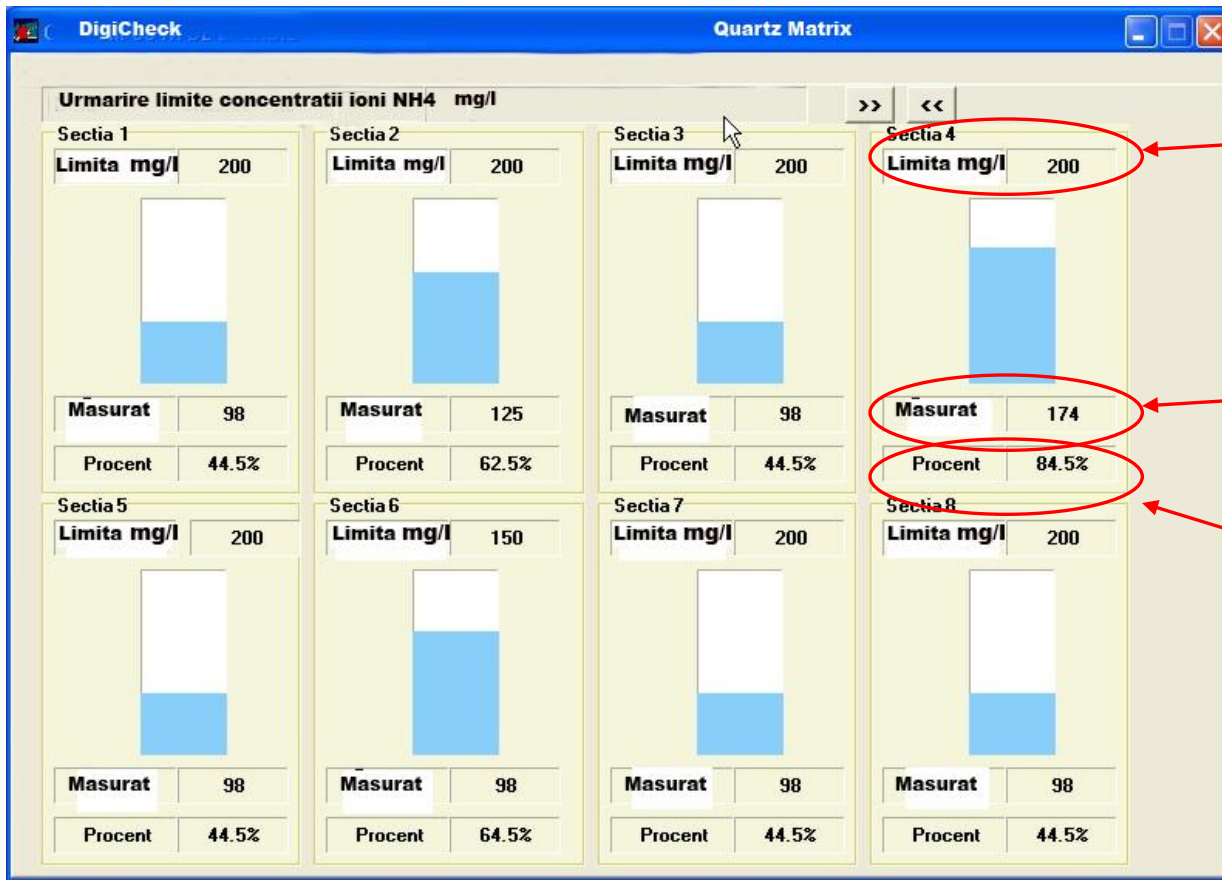 DigiCheck Quartz Matrix
Urmarire limite concentratii ioni NH4 mg/l >> <<
Sectia 1 Sectia 2 Sectia 3 Sectia 4
Limita mg/l 200 Limita mg/l 200 Limita mg/l 200 Limita mg/l 200
Masurat 98 Masurat 125 Masurat 98 Masurat 174
Procent 44.5% Procent 62.5% Procent 44.5% Procent 84.5%
Sectia 5 Sectia 6 Sectia 7 Sectia 8
Limita mg/l 200 Limita mg/l 150 Limita mg/l 200 Limita mg/l 200
Masurat 98 Masurat 98 Masurat 98 Masurat 98
Procent 44.5% Procent 64.5% Procent 44.5% Procent 44.5%